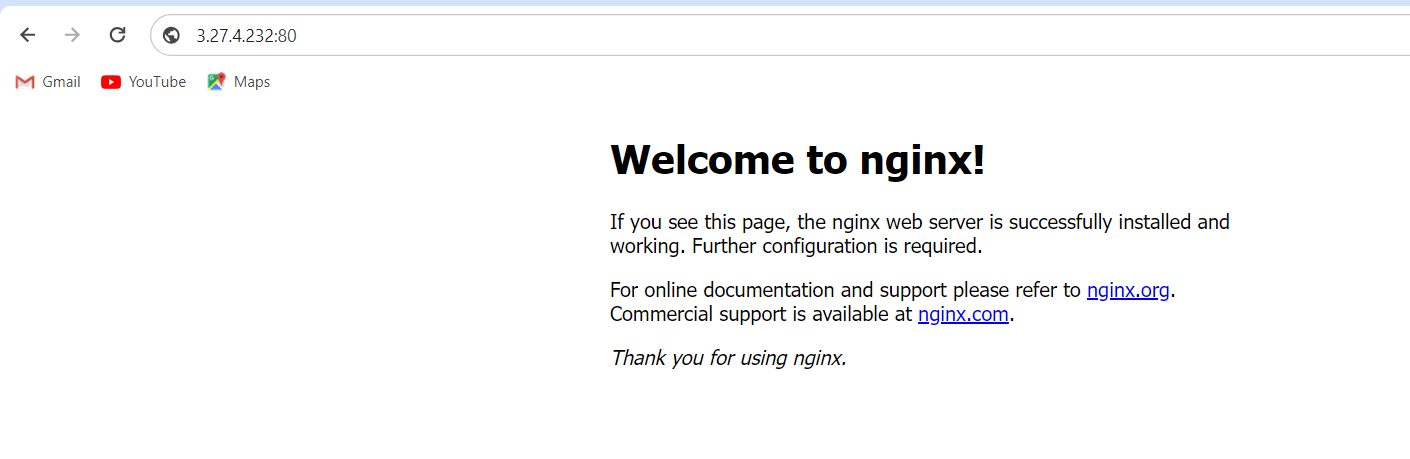 3.27.4.232:80
Gmail YouTube Maps
Welcome to nginx!
If you see this page, the nginx web server is successfully installed and
working. Further configuration is required.
For online documentation and support please refer to nginx.org.
Commercial support is available at nginx.com.
Thank you for using nginx.